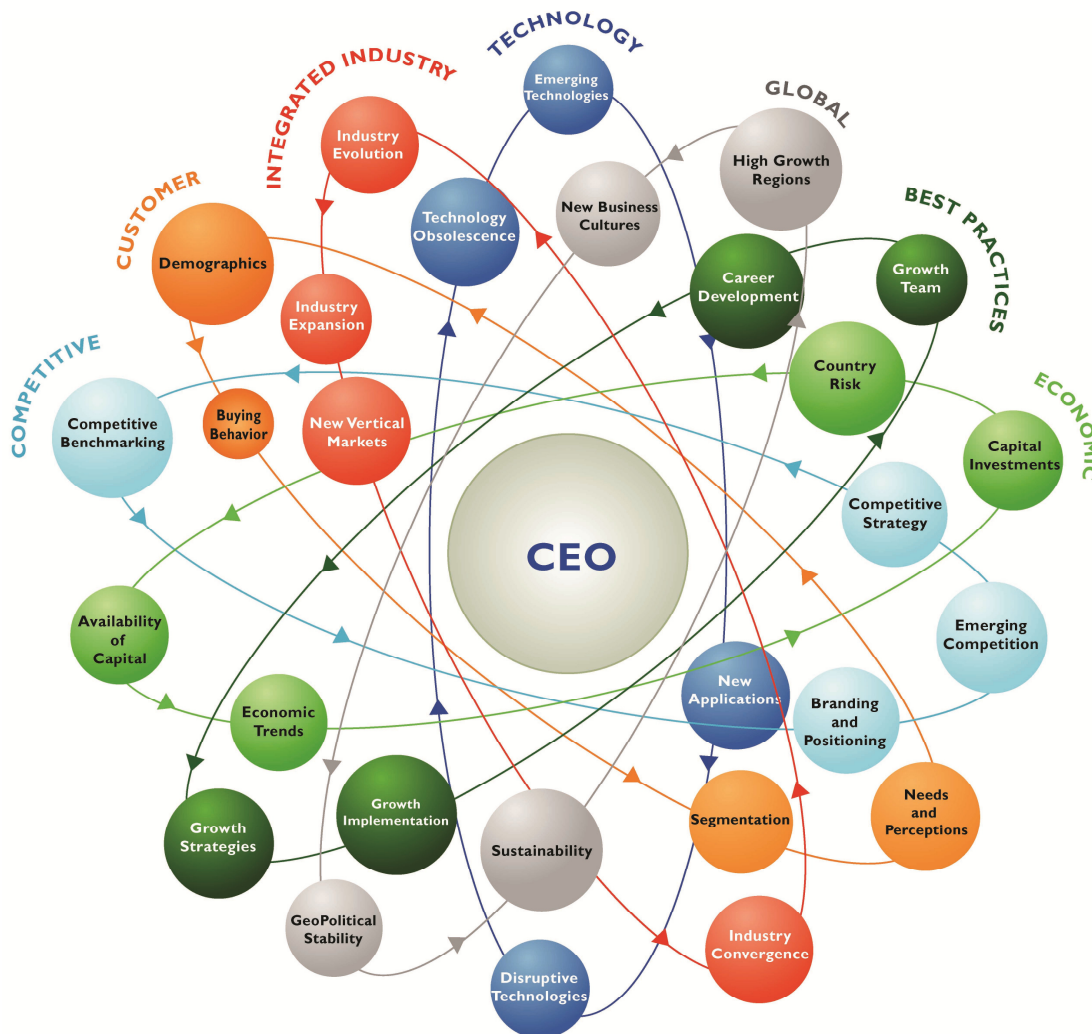 TECHNOLOGY
INTEGRATED INDUSTRY
GLOBAL
CUSTOMER
BEST PRACTICES
COMPETITIVE
ECONOMIC
Emerging
Technologies
Industry
Evolution
High Growth
Regions
New Business
Cultures
Technology
Obsolescence
Demographics
Career
Development
Growth
Team
Industry
Expansion
Country
Risk
Competitive
Benchmarking
Buying
Behavior
New Vertical
Markets
Capital
Investments
Competitive
Strategy
CEO
Availability
of
Capital
Emerging
Competition
New
Applications
Economic
Trends
Branding
and
Positioning
Growth
Strategies
Growth
Implementation
Sustainability
Segmentation
Needs
and
Perceptions
GeoPolitical
Stability
Industry
Convergence
Disruptive
Technologies